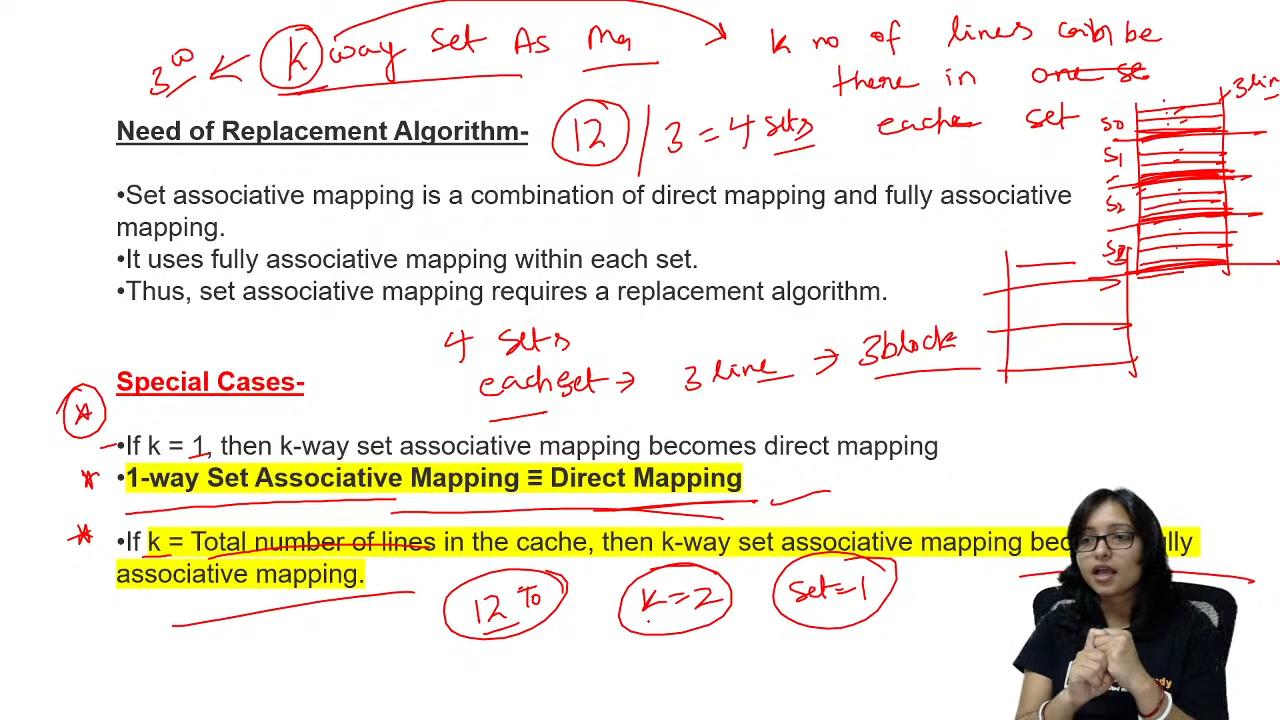 K way Set As Ma
K no of lines can be
there in one se
each set
3 w
3 lin
Need of Replacement Algorithm-
12 / 3 = 4 sets
S0
S1
S2
•Set associative mapping is a combination of direct mapping and fully associative
mapping.
•It uses fully associative mapping within each set.
•Thus, set associative mapping requires a replacement algorithm.
4 sets
each set → 3 line → 3 block
Special Cases-
•If k = 1, then k-way set associative mapping becomes direct mapping
•1-way Set Associative Mapping ≡ Direct Mapping
•If k = Total number of lines in the cache, then k-way set associative mapping bec lly
associative mapping.
12 K=2 Set=1